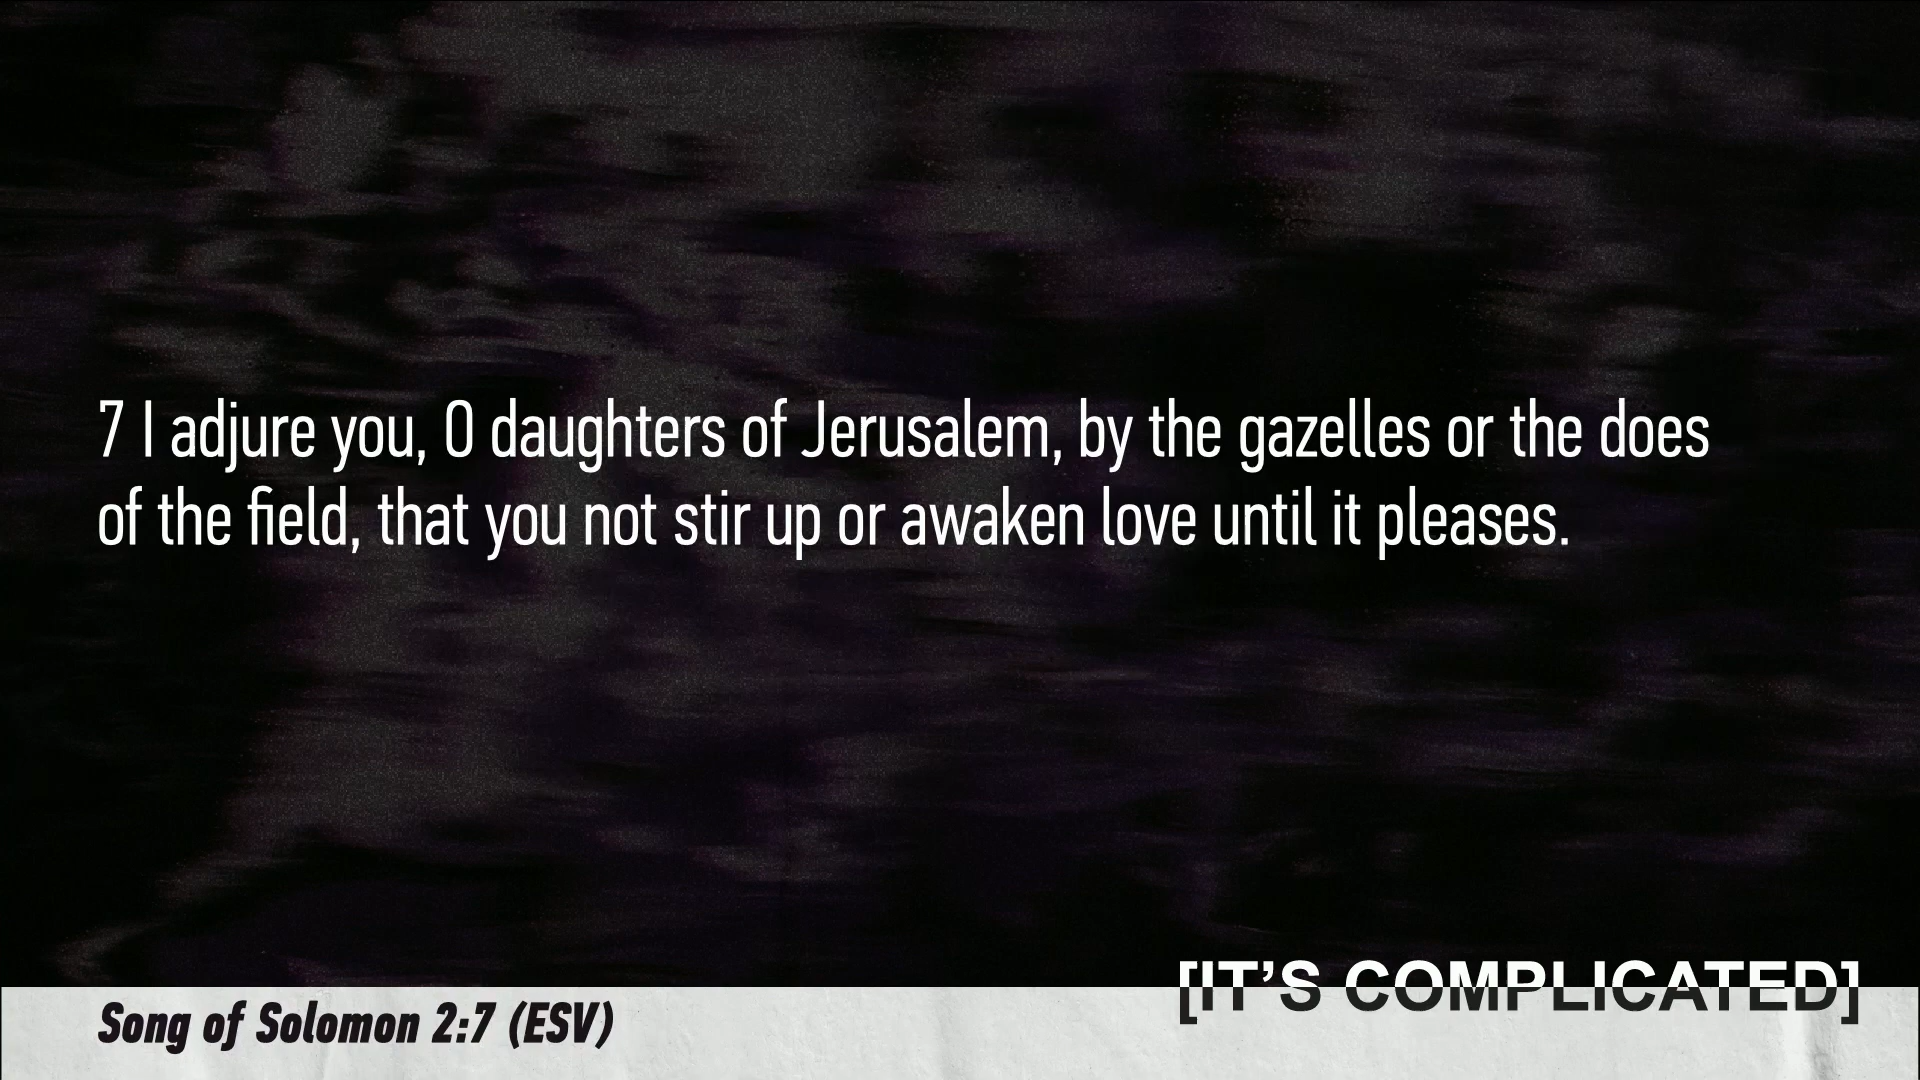 7 I adjure you, O daughters of Jerusalem, by the gazelles or the does
of the field, that you not stir up or awaken love until it pleases.
[IT’S COMPLICATED]
Song of Solomon 2:7 (ESV)